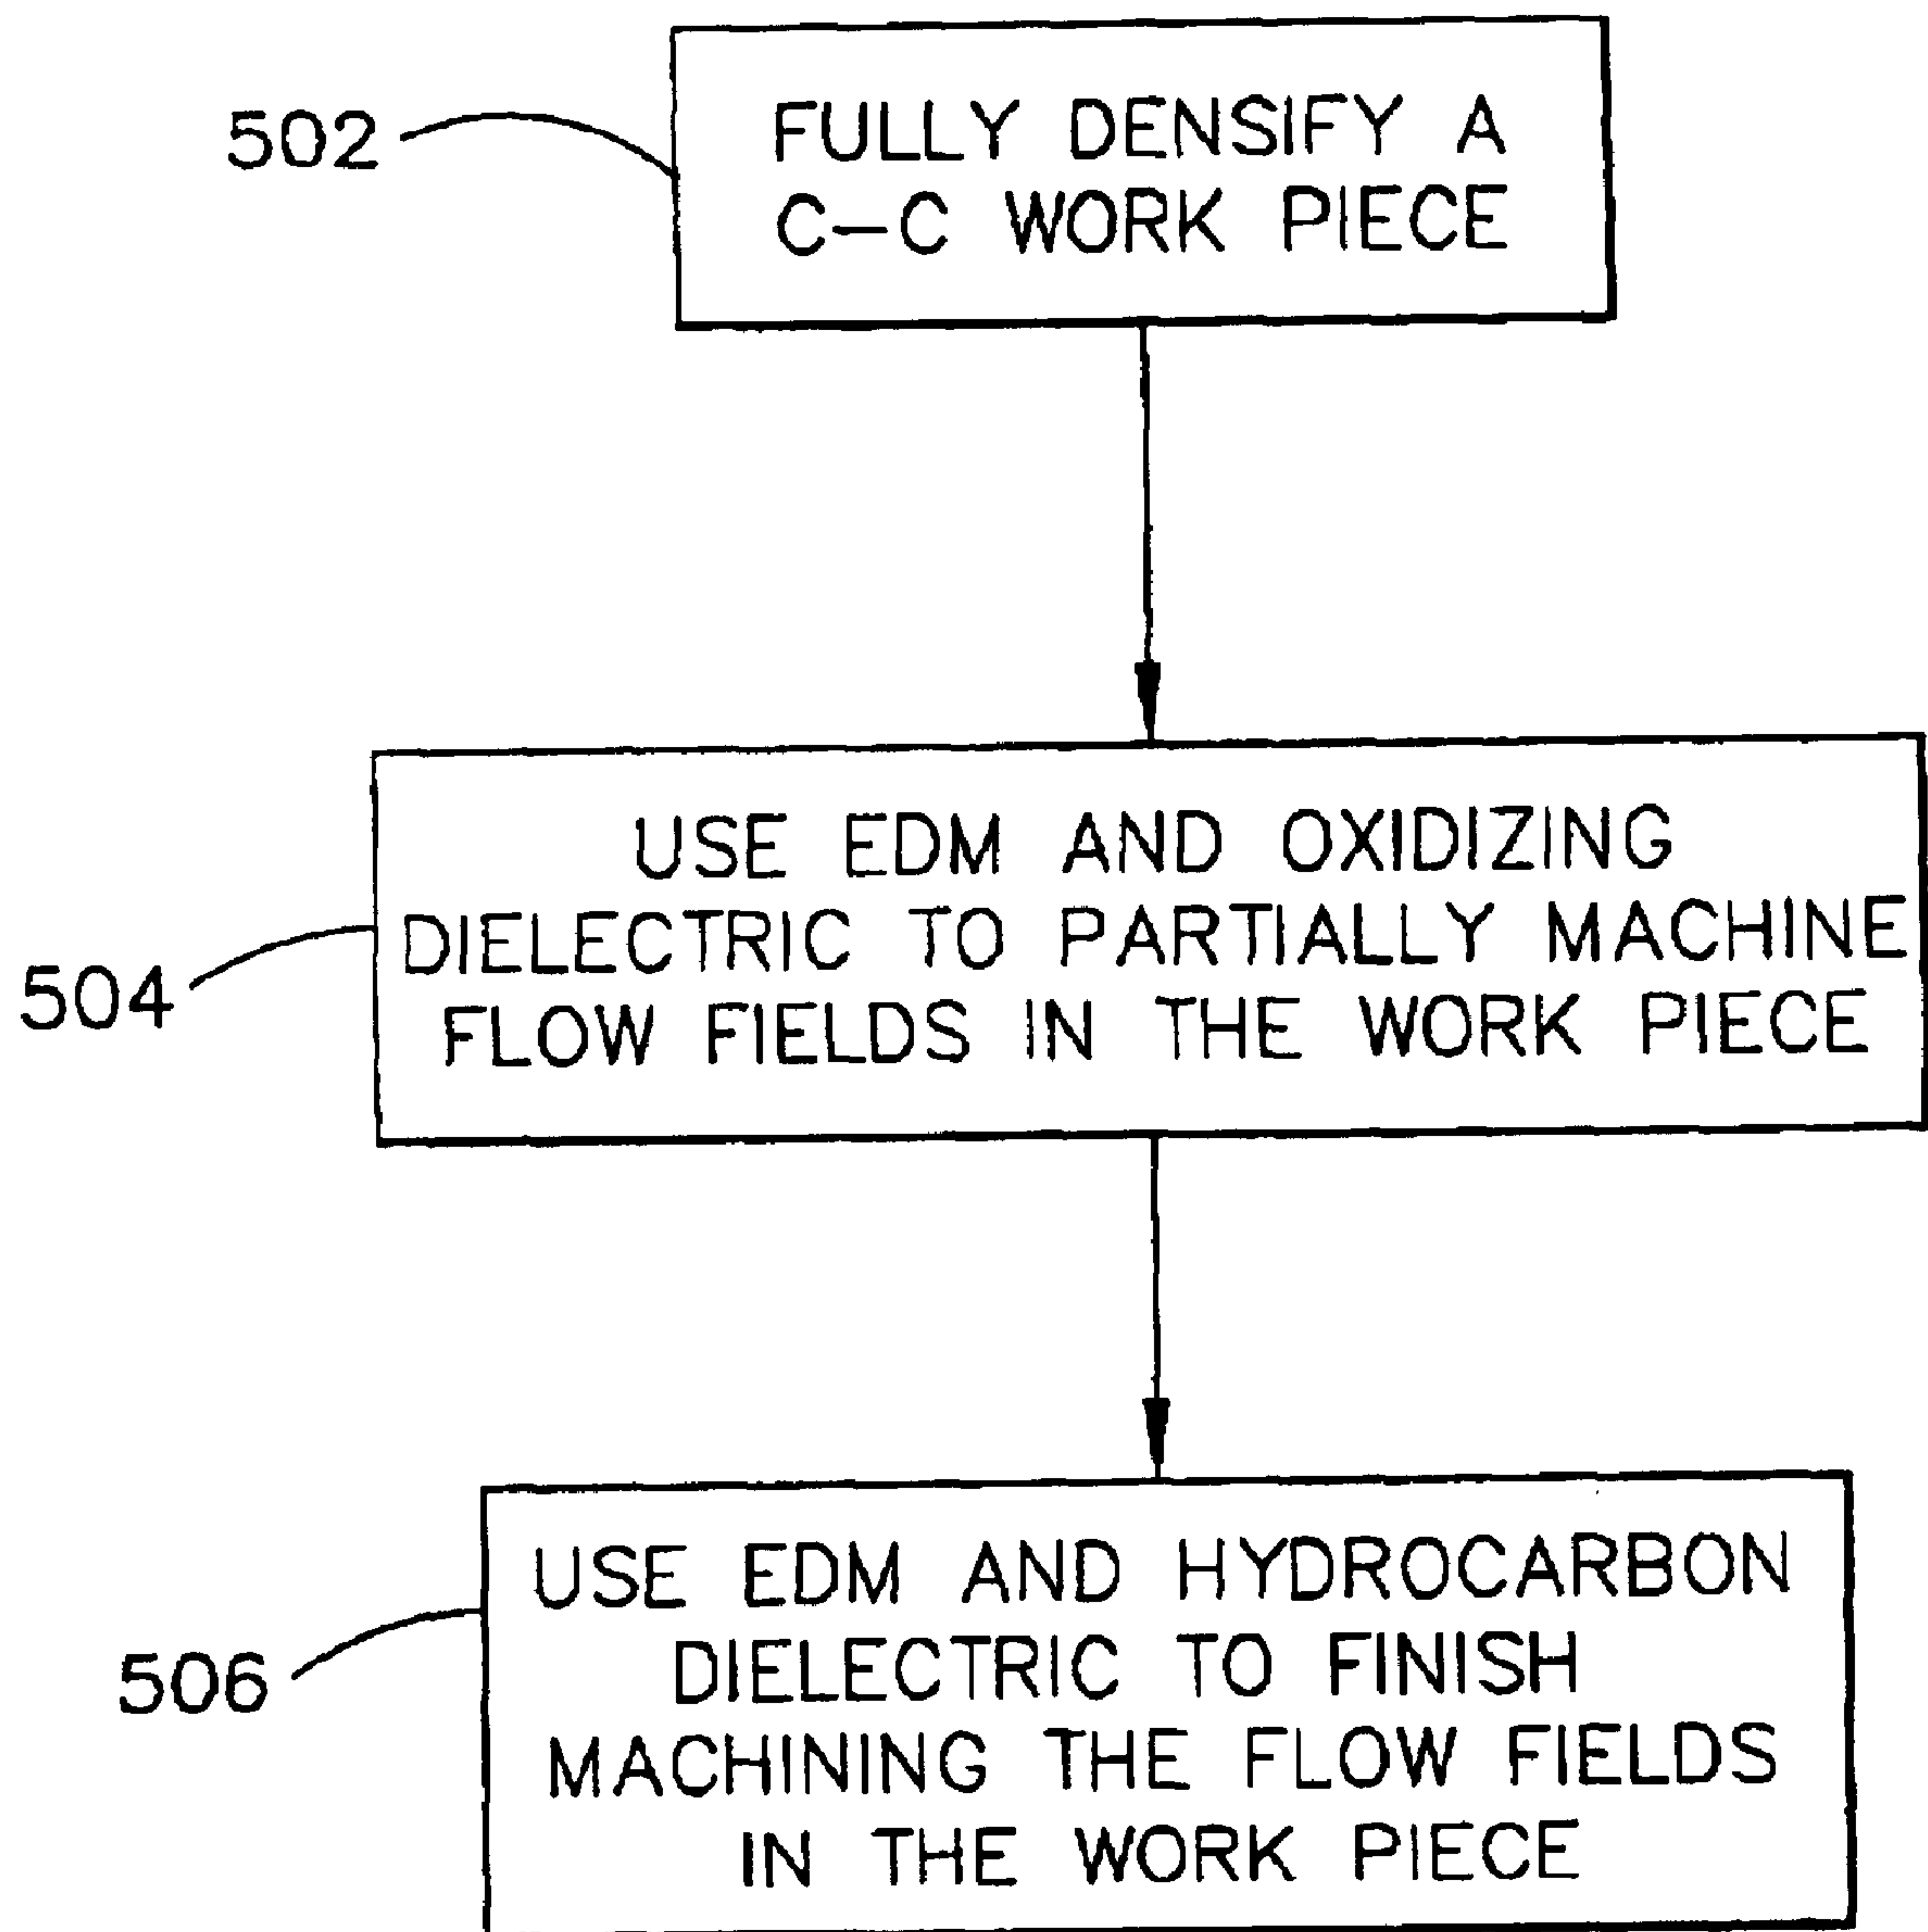 502
FULLY DENSIFY A
C–C WORK PIECE
504
USE EDM AND OXIDIZING
DIELECTRIC TO PARTIALLY MACHINE
FLOW FIELDS IN THE WORK PIECE
506
USE EDM AND HYDROCARBON
DIELECTRIC TO FINISH
MACHINING THE FLOW FIELDS
IN THE WORK PIECE